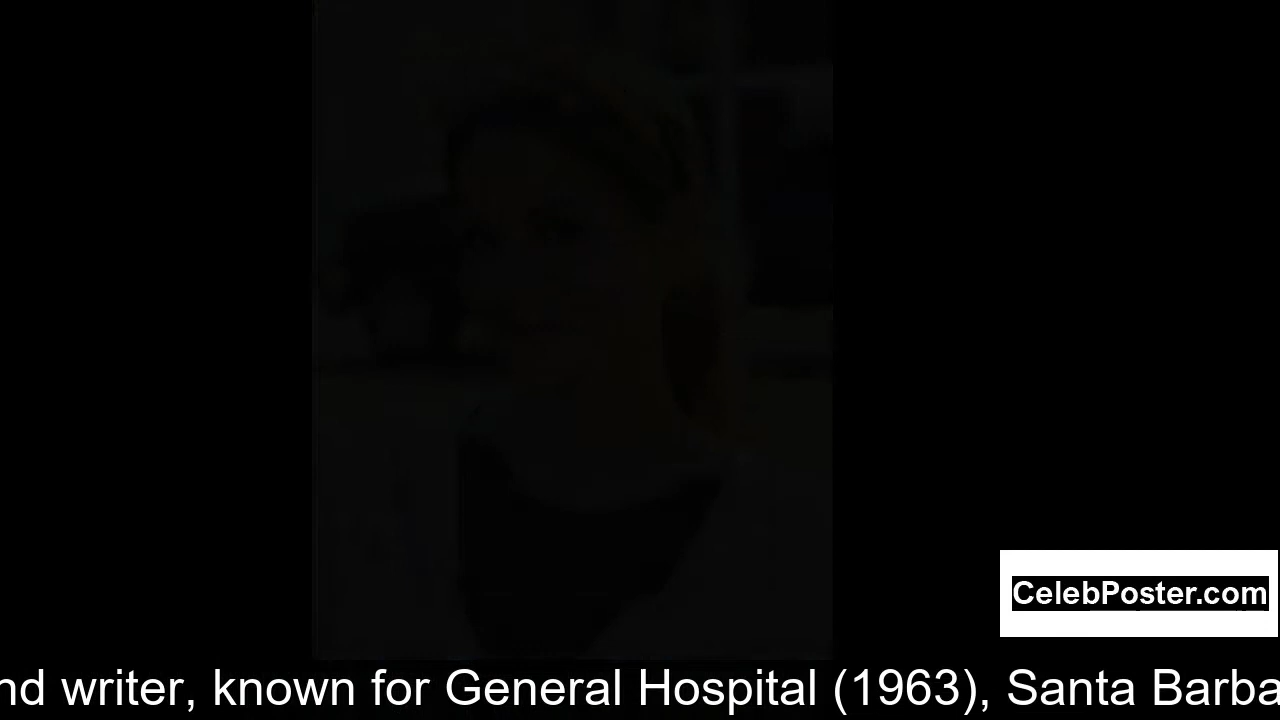 CelebPoster.com
nd writer, known for General Hospital (1963), Santa Barba